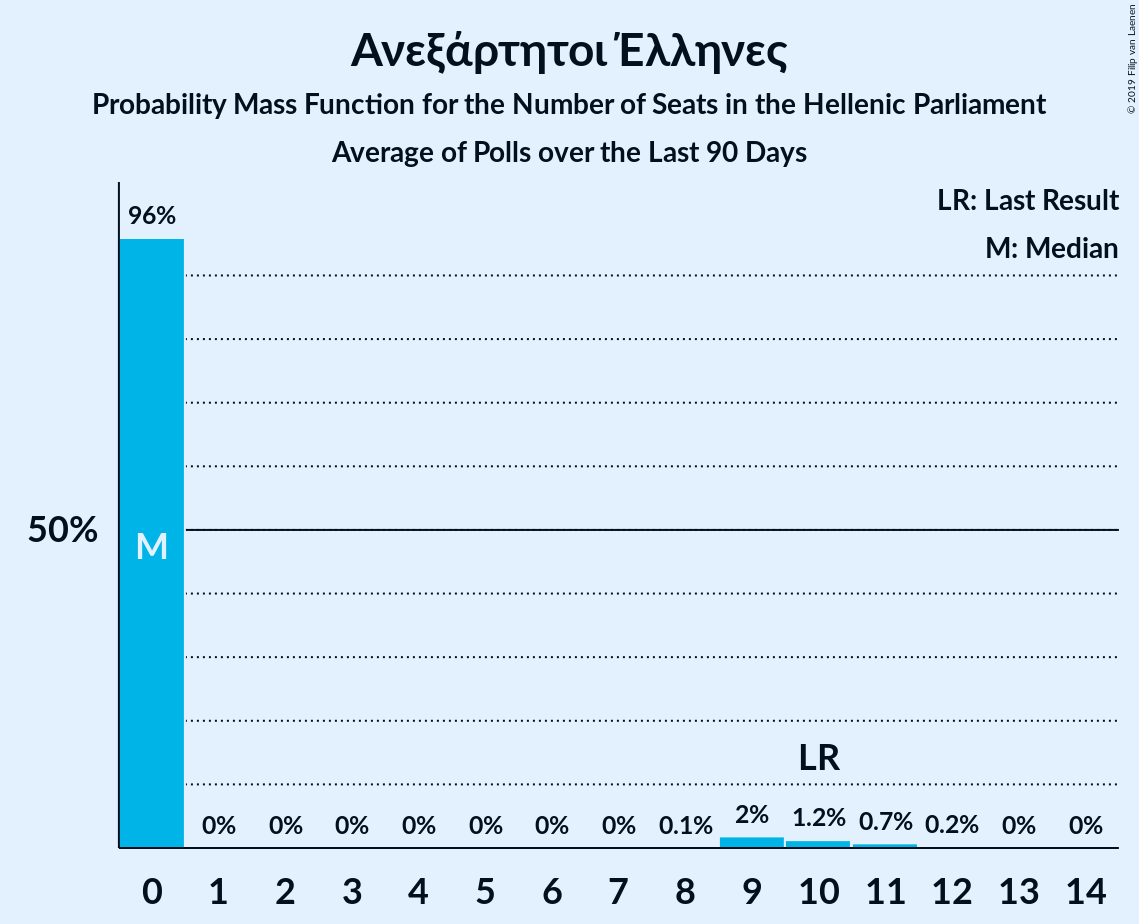 Ανεξάρτητοι Έλληνες
Probability Mass Function for the Number of Seats in the Hellenic Parliament
Average of Polls over the Last 90 Days
© 2019 Filip van Laenen
LR: Last Result
M: Median
96%
50%
M
LR
0% 0% 0% 0% 0% 0% 0% 0.1% 2% 1.2% 0.7% 0.2% 0% 0%
0 1 2 3 4 5 6 7 8 9 10 11 12 13 14